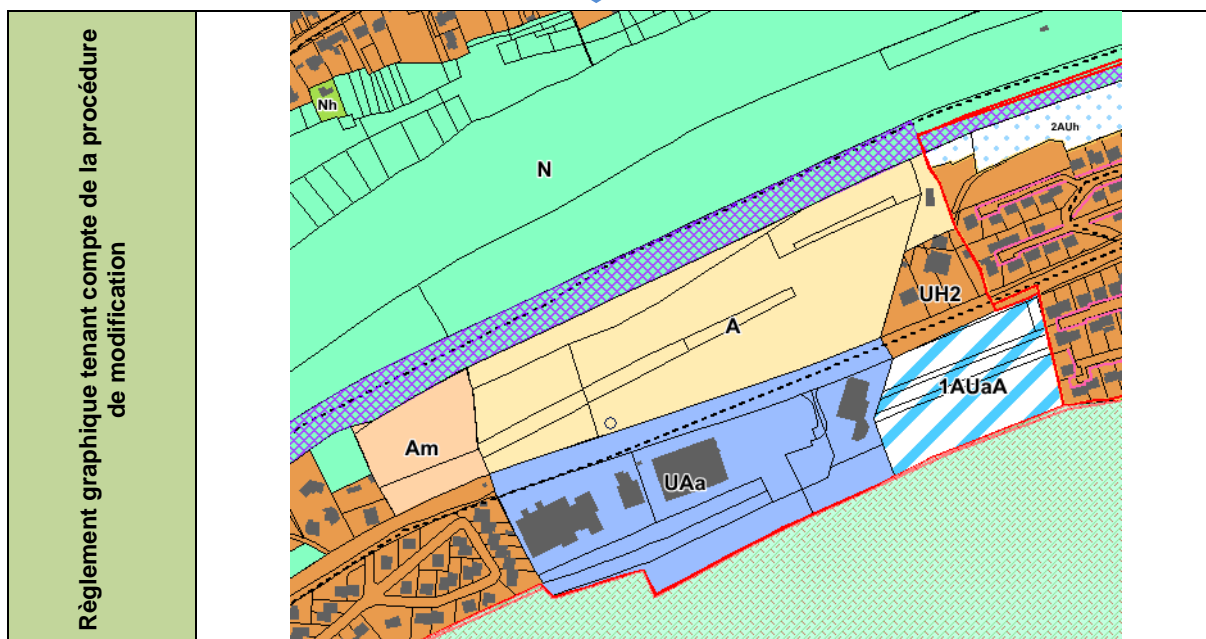 Règlement graphique tenant compte de la procédure
de modification
Nh
N
2AUh
UH2
A
1AUaA
Am
UAa